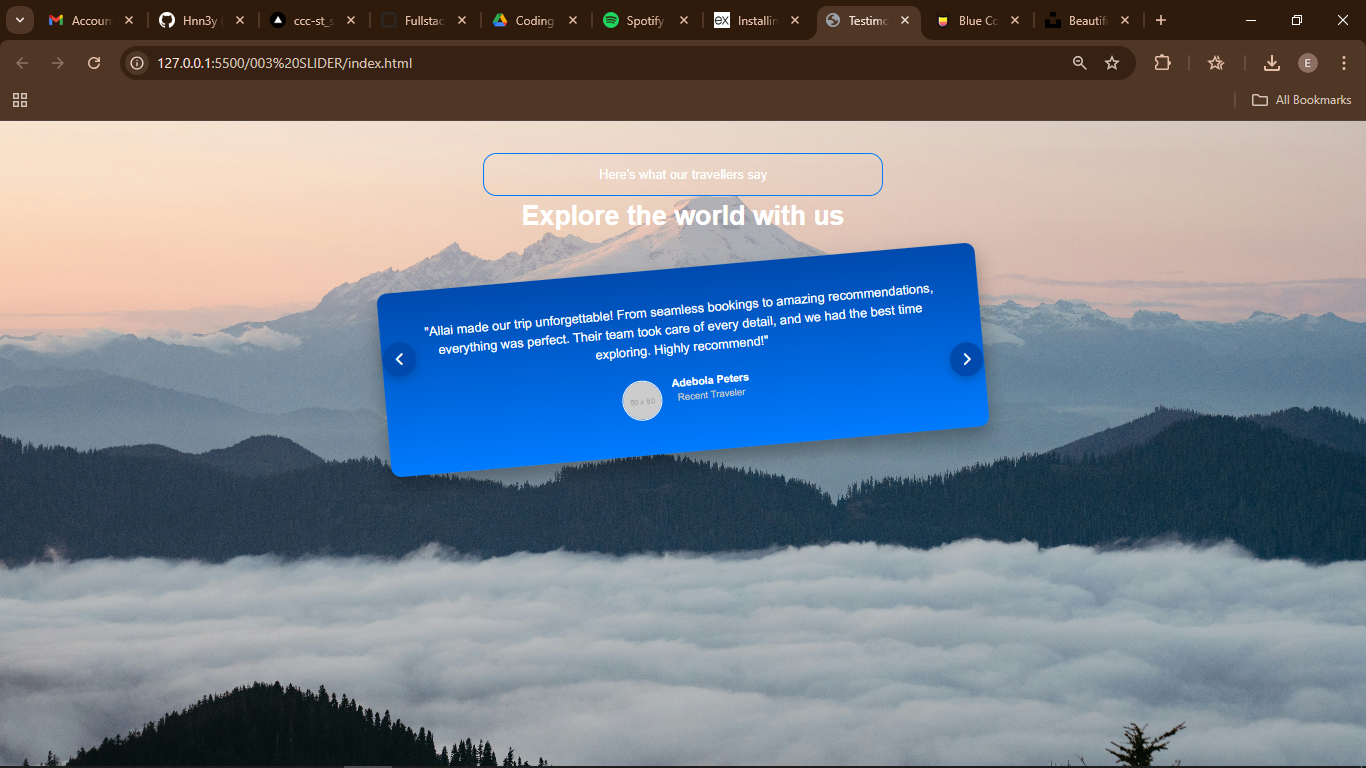 Accoun
Hnn3y
ccc-st_s
Fullstac
Coding
Spotify
Installin
Testimo
Blue Co
Beautif
127.0.0.1:5500/003%20SLIDER/index.html
E
All Bookmarks
Here's what our travellers say
Explore the world with us
"Allai made our trip unforgettable! From seamless bookings to amazing recommendations,
everything was perfect. Their team took care of every detail, and we had the best time
exploring. Highly recommend!"
50 x 50
Adebola Peters
Recent Traveler